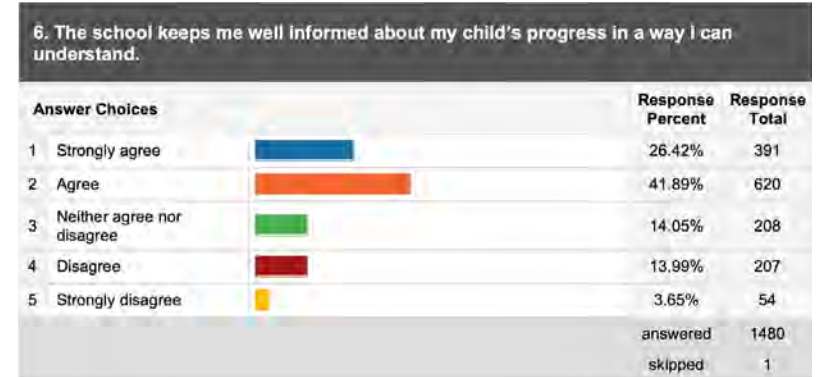 6. The school keeps me well informed about my child's progress in a way I can
understand.
Answer Choices Response Percent Response Total
1 Strongly agree 26.42% 391
2 Agree 41.89% 620
3 Neither agree nor disagree 14.05% 208
4 Disagree 13.99% 207
5 Strongly disagree 3.65% 54
answered 1480
skipped 1